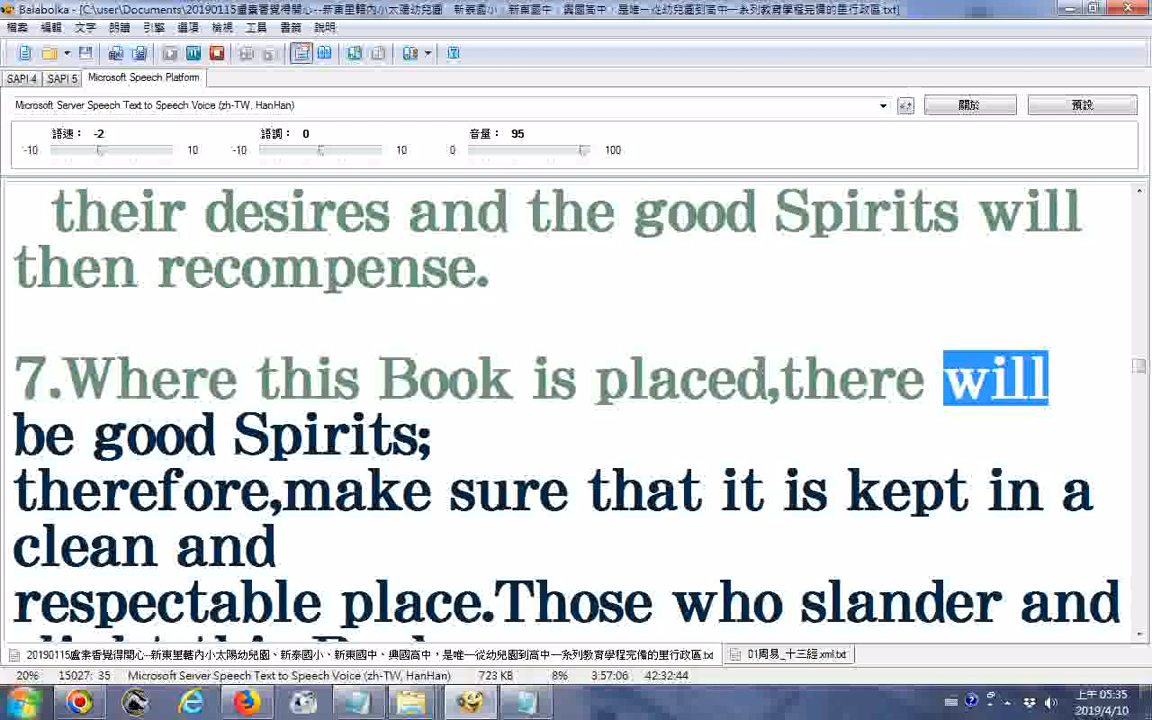 Balabolka - [C:\user\Documents\20190115盧彙香覺得開心--新東里轄內小太陽幼兒園、新泰國小、新東國中、興國高中，是唯一從幼兒園到高中一系列教育學程完備的里行政區.txt]
檔案 編輯 文字 朗讀 引擎 選項 檢視 工具 書籤 說明
SAPI 4 SAPI 5 Microsoft Speech Platform
Microsoft Server Speech Text to Speech Voice (zh-TW, HanHan) 關於 預設
語速： -2 語調： 0 音量： 95
-10 10 -10 10 0 100
their desires and the good Spirits will
then recompense.
7.Where this Book is placed,there will
be good Spirits;
therefore,make sure that it is kept in a
clean and
respectable place.Those who slander and
20190115盧彙香覺得開心--新東里轄內小太陽幼兒園、新泰國小、新東國中、興國高中，是唯一從幼兒園到高中一系列教育學程完備的里行政區.txt 01周易_十三經.xml.txt
20% 15027: 35 Microsoft Server Speech Text to Speech Voice (zh-TW, HanHan) 723 KB 8% 3:57:06 42:32:44
上午 05:35
2019/4/10